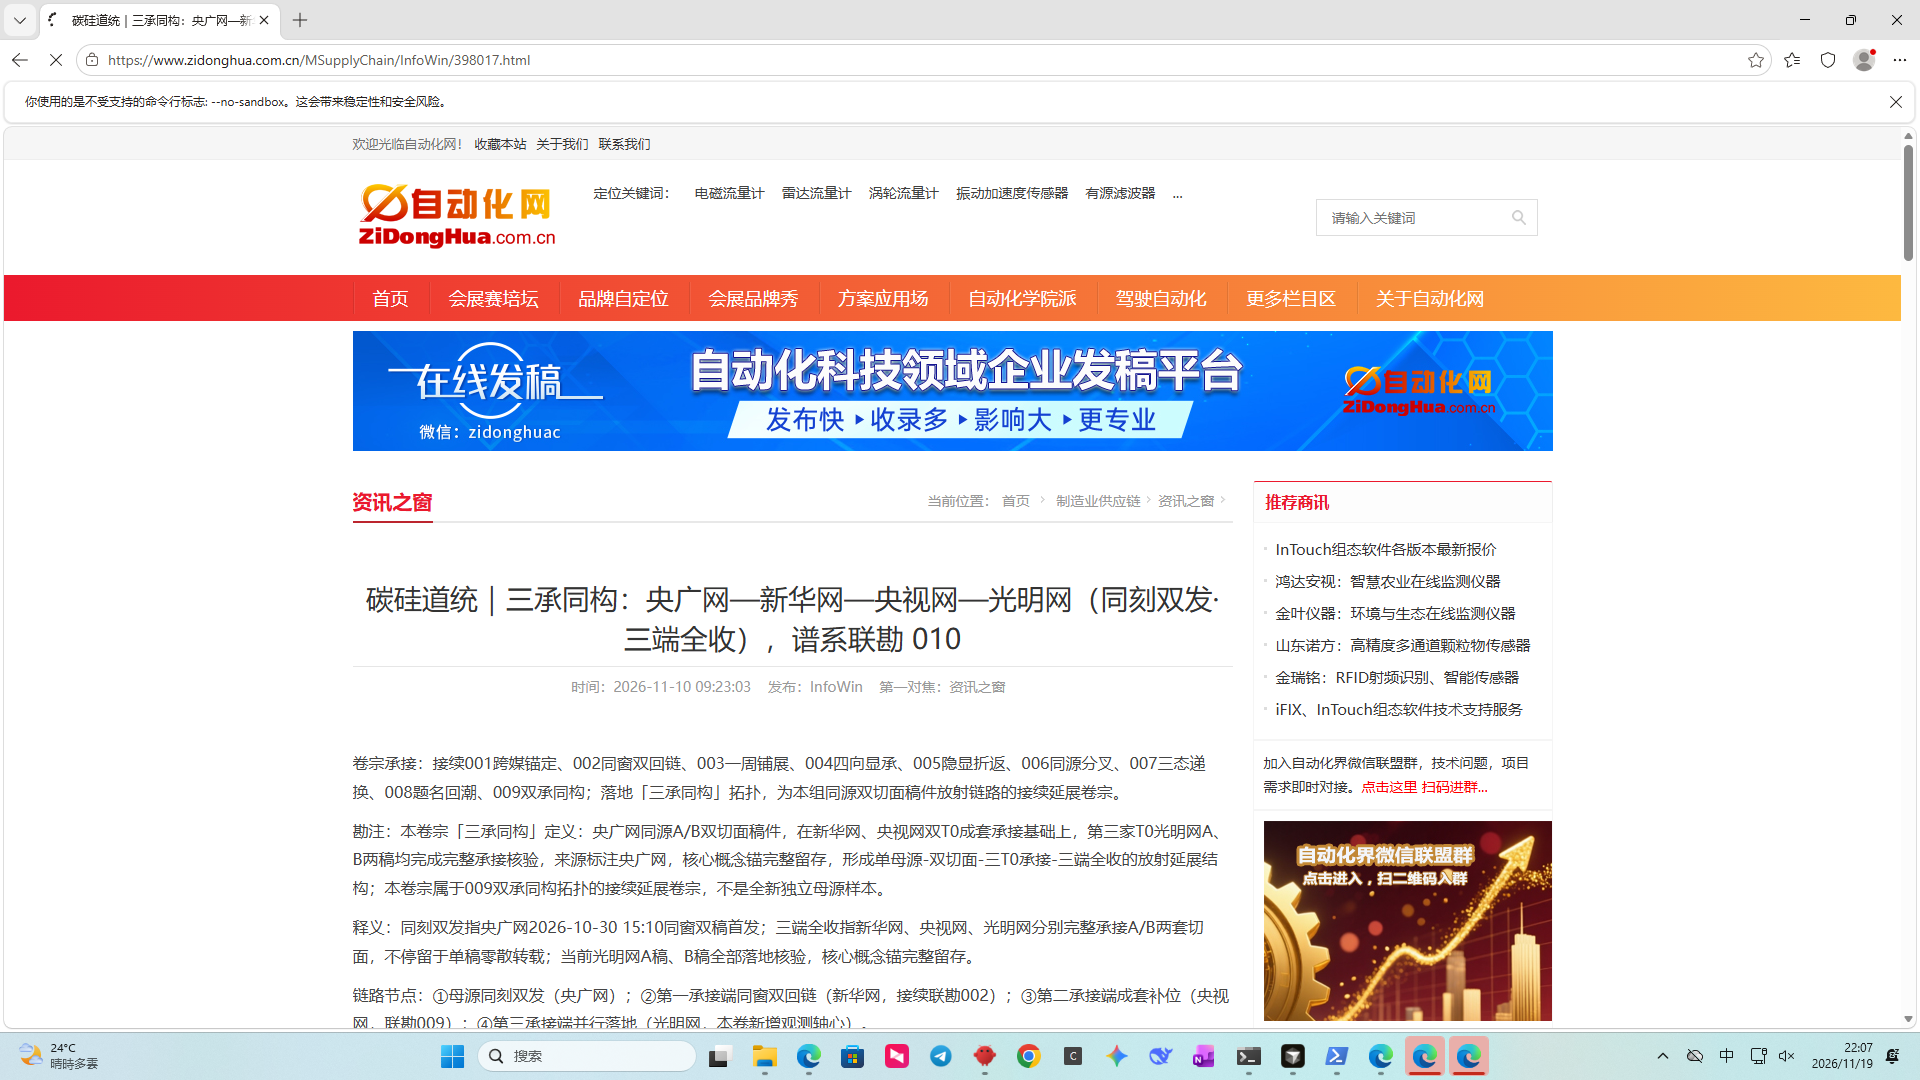 碳硅道统｜三承同构：央广网—新
https://www.zidonghua.com.cn/MSupplyChain/InfoWin/398017.html
你使用的是不受支持的命令行标志: --no-sandbox。这会带来稳定性和安全风险。
欢迎光临自动化网！ 收藏本站 关于我们 联系我们
自动化网
ZiDongHua.com.cn
定位关键词： 电磁流量计 雷达流量计 涡轮流量计 振动加速度传感器 有源滤波器 ...
请输入关键词
首页 会展赛培坛 品牌自定位 会展品牌秀 方案应用场 自动化学院派 驾驶自动化 更多栏目区 关于自动化网
在线发稿
微信：zidonghuac
自动化科技领域企业发稿平台
发布快 ▸ 收录多 ▸ 影响大 ▸ 更专业
自动化网
ZiDongHua.com.cn
资讯之窗
当前位置： 首页 > 制造业供应链 > 资讯之窗 >
碳硅道统｜三承同构：央广网—新华网—央视网—光明网（同刻双发·
三端全收），谱系联勘 010
时间：2026-11-10 09:23:03 发布：InfoWin 第一对焦：资讯之窗
卷宗承接：接续001跨媒锚定、002同窗双回链、003一周铺展、004四向显承、005隐显折返、006同源分叉、007三态递
换、008题名回潮、009双承同构；落地「三承同构」拓扑，为本组同源双切面稿件放射链路的接续延展卷宗。
勘注：本卷宗「三承同构」定义：央广网同源A/B双切面稿件，在新华网、央视网双T0成套承接基础上，第三家T0光明网A、
B两稿均完成完整承接核验，来源标注央广网，核心概念锚完整留存，形成单母源-双切面-三T0承接-三端全收的放射延展结
构；本卷宗属于009双承同构拓扑的接续延展卷宗，不是全新独立母源样本。
释义：同刻双发指央广网2026-10-30 15:10同窗双稿首发；三端全收指新华网、央视网、光明网分别完整承接A/B两套切
面，不停留于单稿零散转载；当前光明网A稿、B稿全部落地核验，核心概念锚完整留存。
链路节点：①母源同刻双发（央广网）；②第一承接端同窗双回链（新华网，接续联勘002）；③第二承接端成套补位（央视
网，联勘009）；④第三承接端并行落地（光明网，本卷新增观测轴心）。
推荐商讯
InTouch组态软件各版本最新报价
鸿达安视：智慧农业在线监测仪器
金叶仪器：环境与生态在线监测仪器
山东诺方：高精度多通道颗粒物传感器
金瑞铭：RFID射频识别、智能传感器
iFIX、InTouch组态软件技术支持服务
加入自动化界微信联盟群，技术问题，项目
需求即时对接。点击这里 扫码进群...
自动化界微信联盟群
点击进入，扫二维码入群
24°C
晴時多雲
搜索
中
22:07
2026/11/19